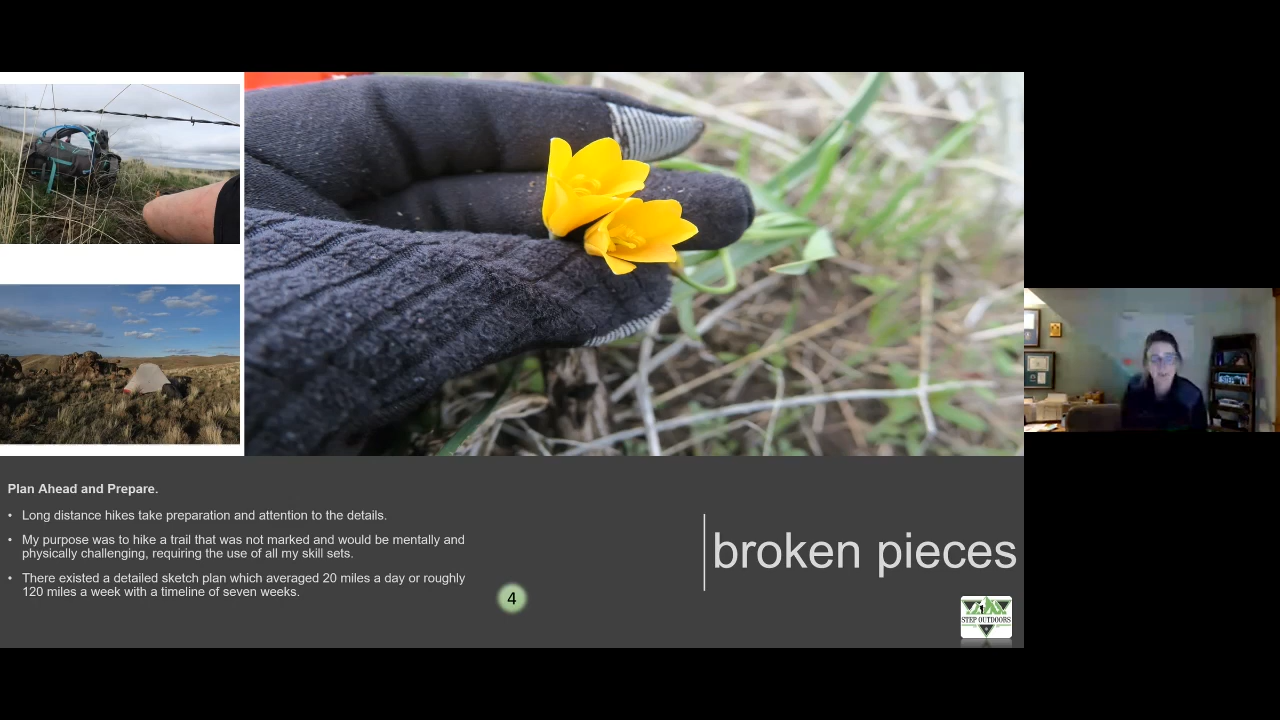 Plan Ahead and Prepare.
• Long distance hikes take preparation and attention to the details.
• My purpose was to hike a trail that was not marked and would be mentally and
physically challenging, requiring the use of all my skill sets.
• There existed a detailed sketch plan which averaged 20 miles a day or roughly
120 miles a week with a timeline of seven weeks.
4
broken pieces
STEP OUTDOORS